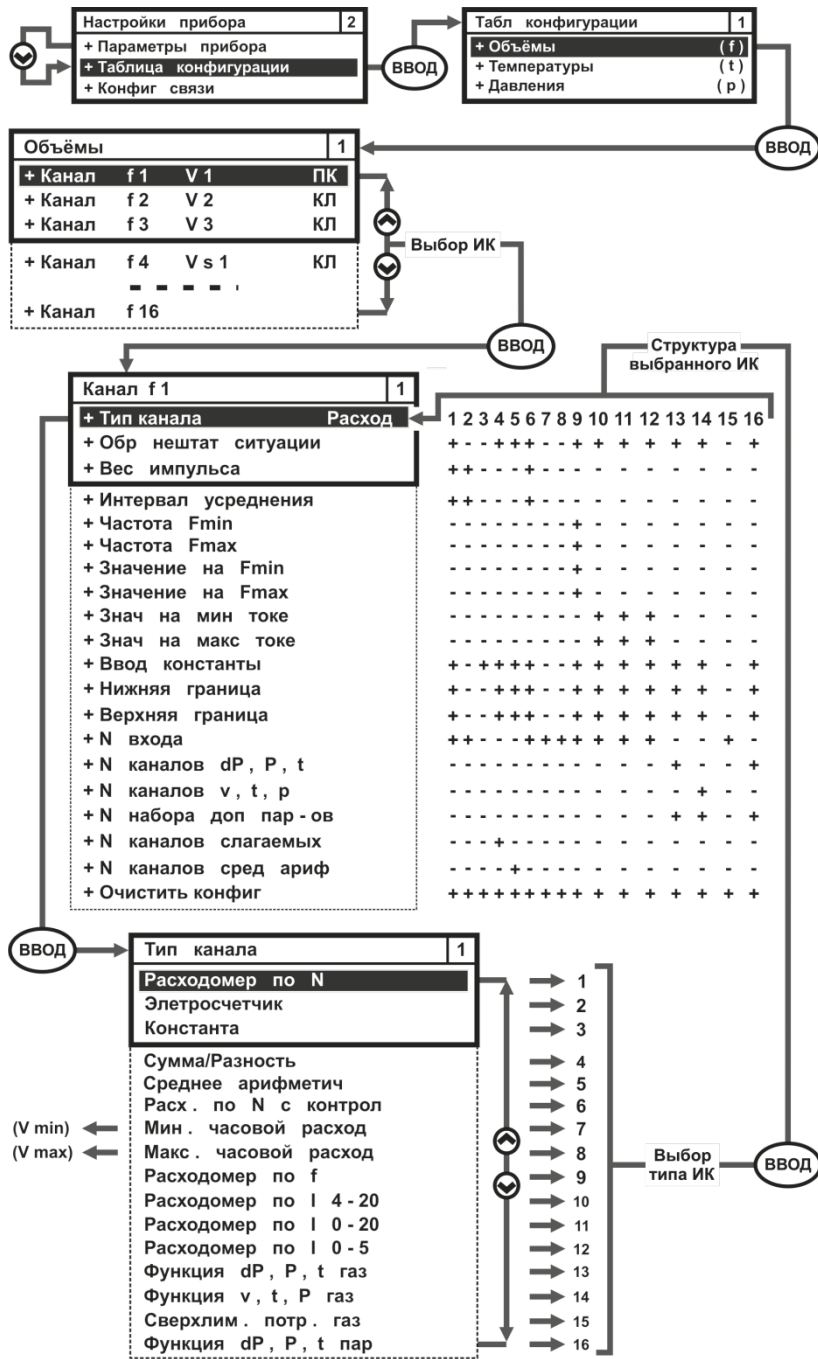 Настройки прибора 2
+ Параметры прибора
+ Таблица конфигурации
+ Конфиг связи
ВВОД
Табл конфигурации 1
+ Объёмы ( f )
+ Температуры ( t )
+ Давления ( p )
ВВОД
Объёмы 1
+ Канал f 1 V 1 ПК
+ Канал f 2 V 2 КЛ
+ Канал f 3 V 3 КЛ
+ Канал f 4 V s 1 КЛ
+ Канал f 16
Выбор ИК
ВВОД
Структура
выбранного ИК
Канал f 1 1
+ Тип канала Расход 1 2 3 4 5 6 7 8 9 10 11 12 13 14 15 16
+ Обр нештат ситуации + - - + + + - - + + + + + + - +
+ Вес импульса + + - - - + - - - - - - - - - -
+ Интервал усреднения + + - - - + - - - - - - - - - -
+ Частота Fmin - - - - - - - - + - - - - - - -
+ Частота Fmax - - - - - - - - + - - - - - - -
+ Значение на Fmin - - - - - - - - + - - - - - - -
+ Значение на Fmax - - - - - - - - + - - - - - - -
+ Знач на мин токе - - - - - - - - - + + + - - - -
+ Знач на макс токе - - - - - - - - - + + + - - - -
+ Ввод константы + - + + + + - - + + + + + + - +
+ Нижняя граница + - - + + + - - + + + + + + - +
+ Верхняя граница + - - + + + - - + + + + + + - +
+ N входа + + - - - + + + + + + + - - + -
+ N каналов dP , P , t - - - - - - - - - - - - + - - +
+ N каналов v , t , p - - - - - - - - - - - - - + - -
+ N набора доп пар - ов - - - - - - - - - - - - + + - +
+ N каналов слагаемых - - - + - - - - - - - - - - - -
+ N каналов сред ариф - - - - + - - - - - - - - - - -
+ Очистить конфиг + + + + + + + + + + + + + + + +
ВВОД
Тип канала 1
Расходомер по N 1
Элетросчетчик 2
Константа 3
Сумма/Разность 4
Среднее арифметич 5
Расх . по N с контрол 6
(V min) Мин . часовой расход 7
(V max) Макс . часовой расход 8
Расходомер по f 9
Расходомер по I 4 - 20 10
Расходомер по I 0 - 20 11
Расходомер по I 0 - 5 12
Функция dP , P , t газ 13
Функция v , t , P газ 14
Сверхлим . потр . газ 15
Функция dP , P , t пар 16
Выбор
типа ИК
ВВОД